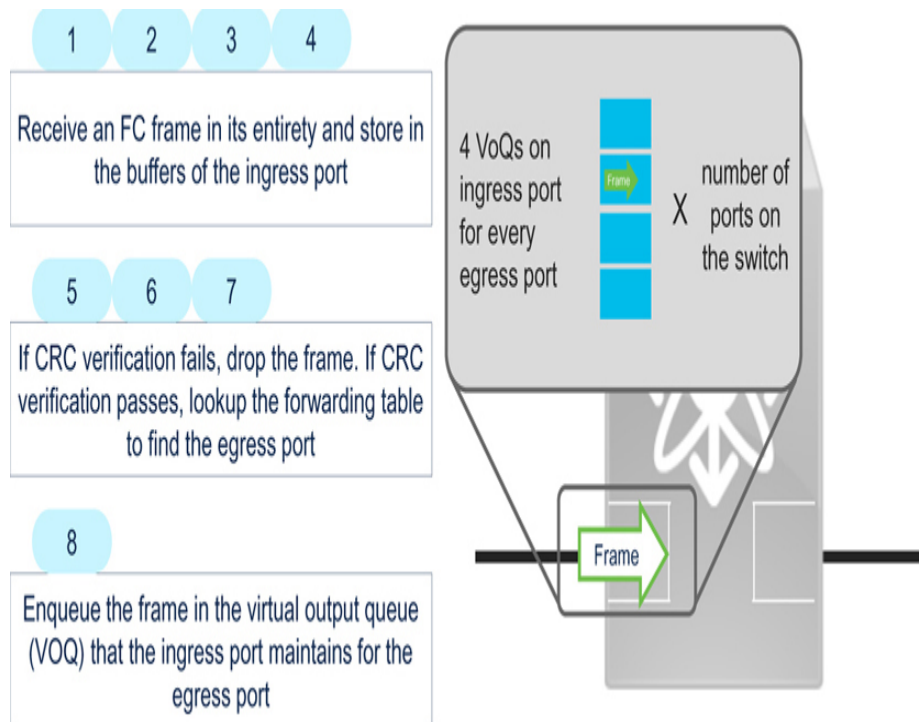 1 2 3 4
Receive an FC frame in its entirety and store in
the buffers of the ingress port
5 6 7
If CRC verification fails, drop the frame. If CRC
verification passes, lookup the forwarding table
to find the egress port
8
Enqueue the frame in the virtual output queue
(VOQ) that the ingress port maintains for the
egress port
4 VoQs on
ingress port
for every
egress port
Frame
X
number of
ports on
the switch
Frame